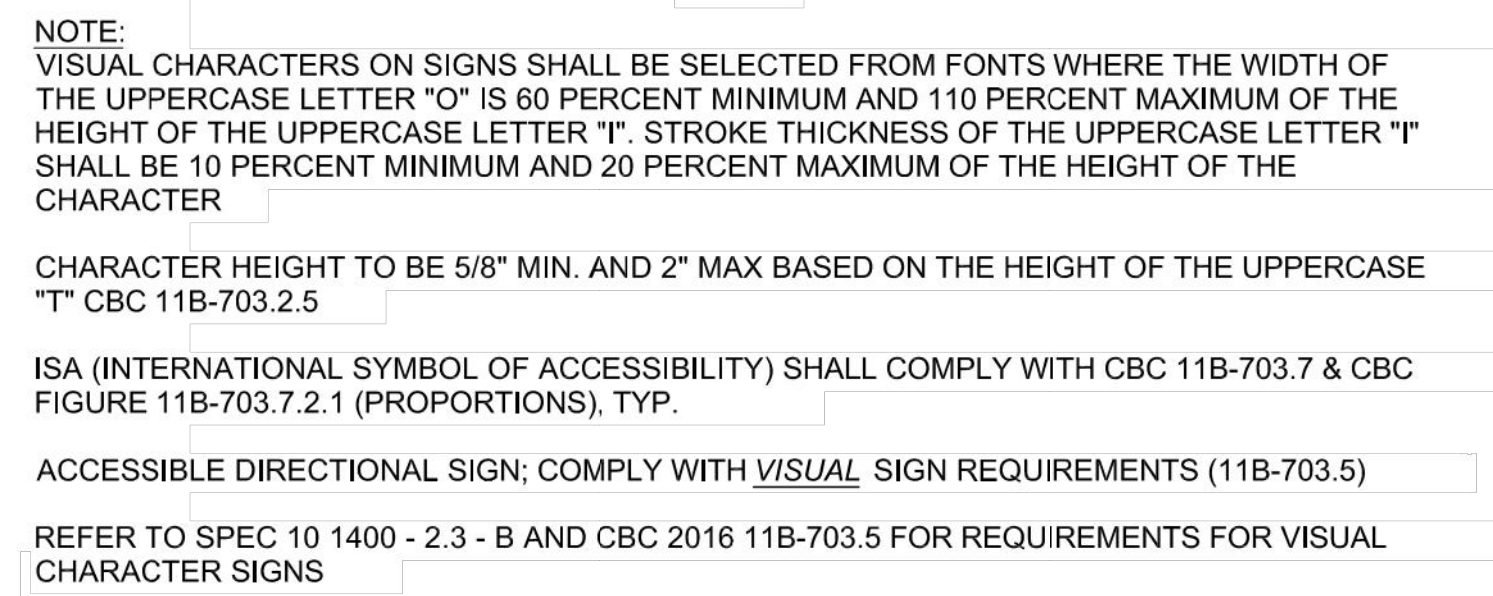 NOTE:
VISUAL CHARACTERS ON SIGNS SHALL BE SELECTED FROM FONTS WHERE THE WIDTH OF
THE UPPERCASE LETTER "O" IS 60 PERCENT MINIMUM AND 110 PERCENT MAXIMUM OF THE
HEIGHT OF THE UPPERCASE LETTER "I". STROKE THICKNESS OF THE UPPERCASE LETTER "I"
SHALL BE 10 PERCENT MINIMUM AND 20 PERCENT MAXIMUM OF THE HEIGHT OF THE
CHARACTER
CHARACTER HEIGHT TO BE 5/8" MIN. AND 2" MAX BASED ON THE HEIGHT OF THE UPPERCASE
"T" CBC 11B-703.2.5
ISA (INTERNATIONAL SYMBOL OF ACCESSIBILITY) SHALL COMPLY WITH CBC 11B-703.7 & CBC
FIGURE 11B-703.7.2.1 (PROPORTIONS), TYP.
ACCESSIBLE DIRECTIONAL SIGN; COMPLY WITH VISUAL SIGN REQUIREMENTS (11B-703.5)
REFER TO SPEC 10 1400 - 2.3 - B AND CBC 2016 11B-703.5 FOR REQUIREMENTS FOR VISUAL
CHARACTER SIGNS